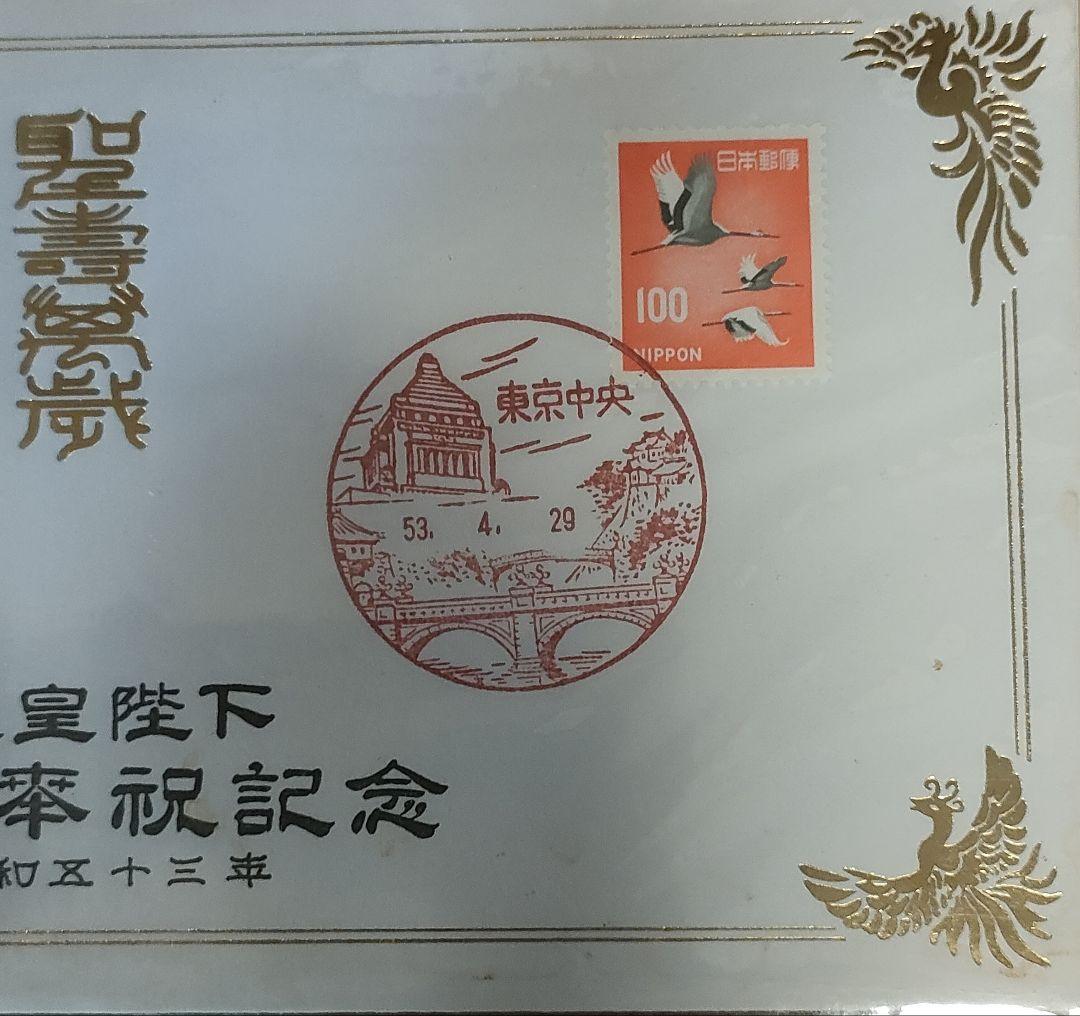 聖壽萬歳
日本郵便
100
NIPPON
東京中央
53. 4. 29
皇陛下
奉祝記念
和五十三年